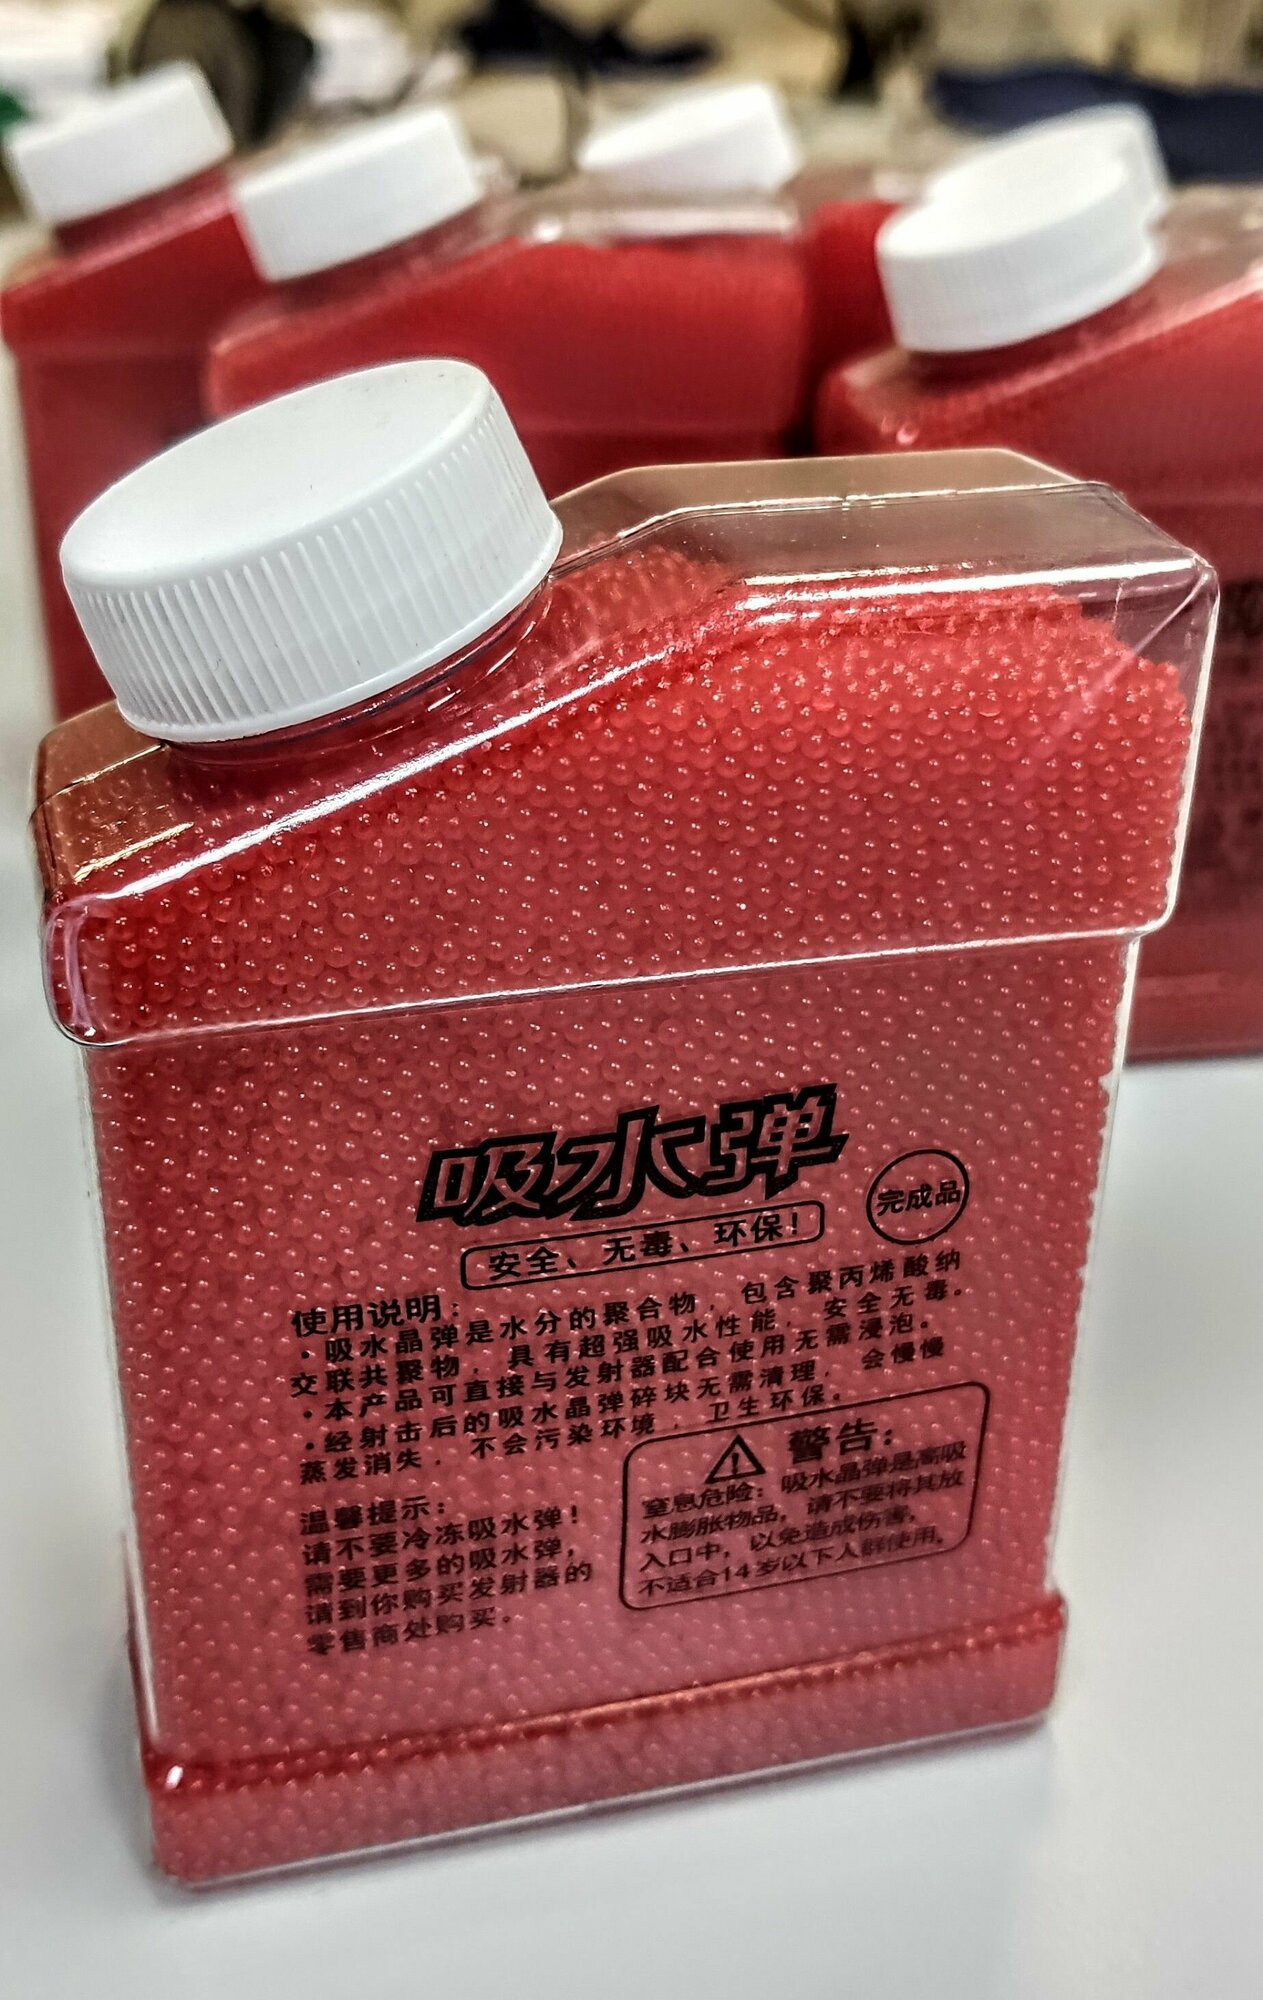 吸水弹
完成品
安全、无毒、环保!
使用说明:
·吸水晶弹是水分的聚合物,包含聚丙烯酸纳
交联共聚物,具有超强吸水性能,安全无毒。
·本产品可直接与发射器配合使用无需浸泡。
·经射击后的吸水晶弹碎块无需清理,会慢慢
蒸发消失,不会污染环境,卫生环保。
温馨提示:
请不要冷冻吸水弹!
需要更多的吸水弹,
请到你购买发射器的
零售商处购买。
警告:
窒息危险:吸水晶弹是高吸
水膨胀物品,请不要将其放
入口中,以免造成伤害,
不适合14岁以下人群使用。